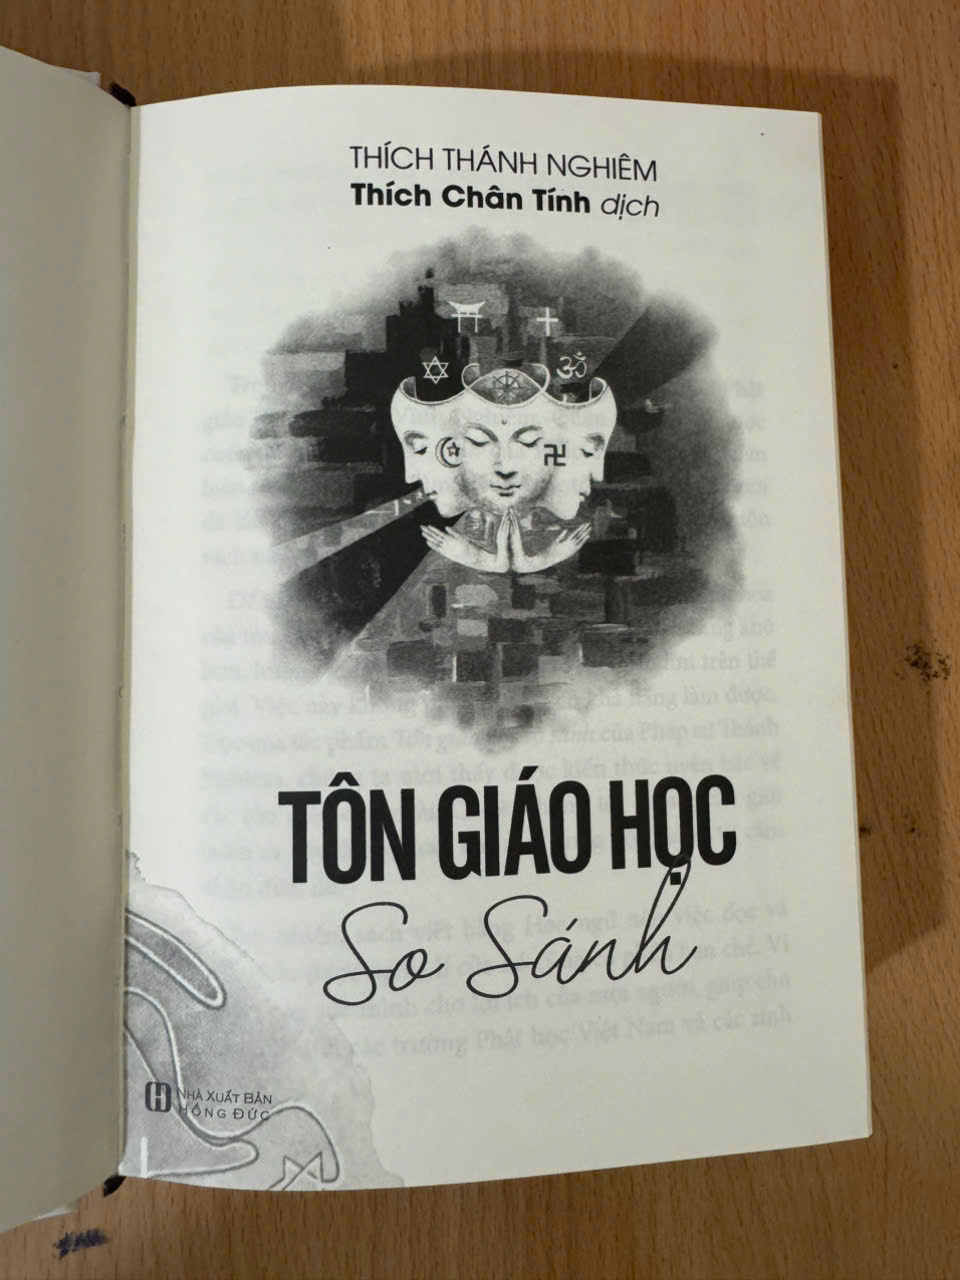 THÍCH THÁNH NGHIÊM
Thích Chân Tính dịch
TÔN GIÁO HỌC
So Sánh
H
NHÀ XUẤT BẢN
HỒNG ĐỨC